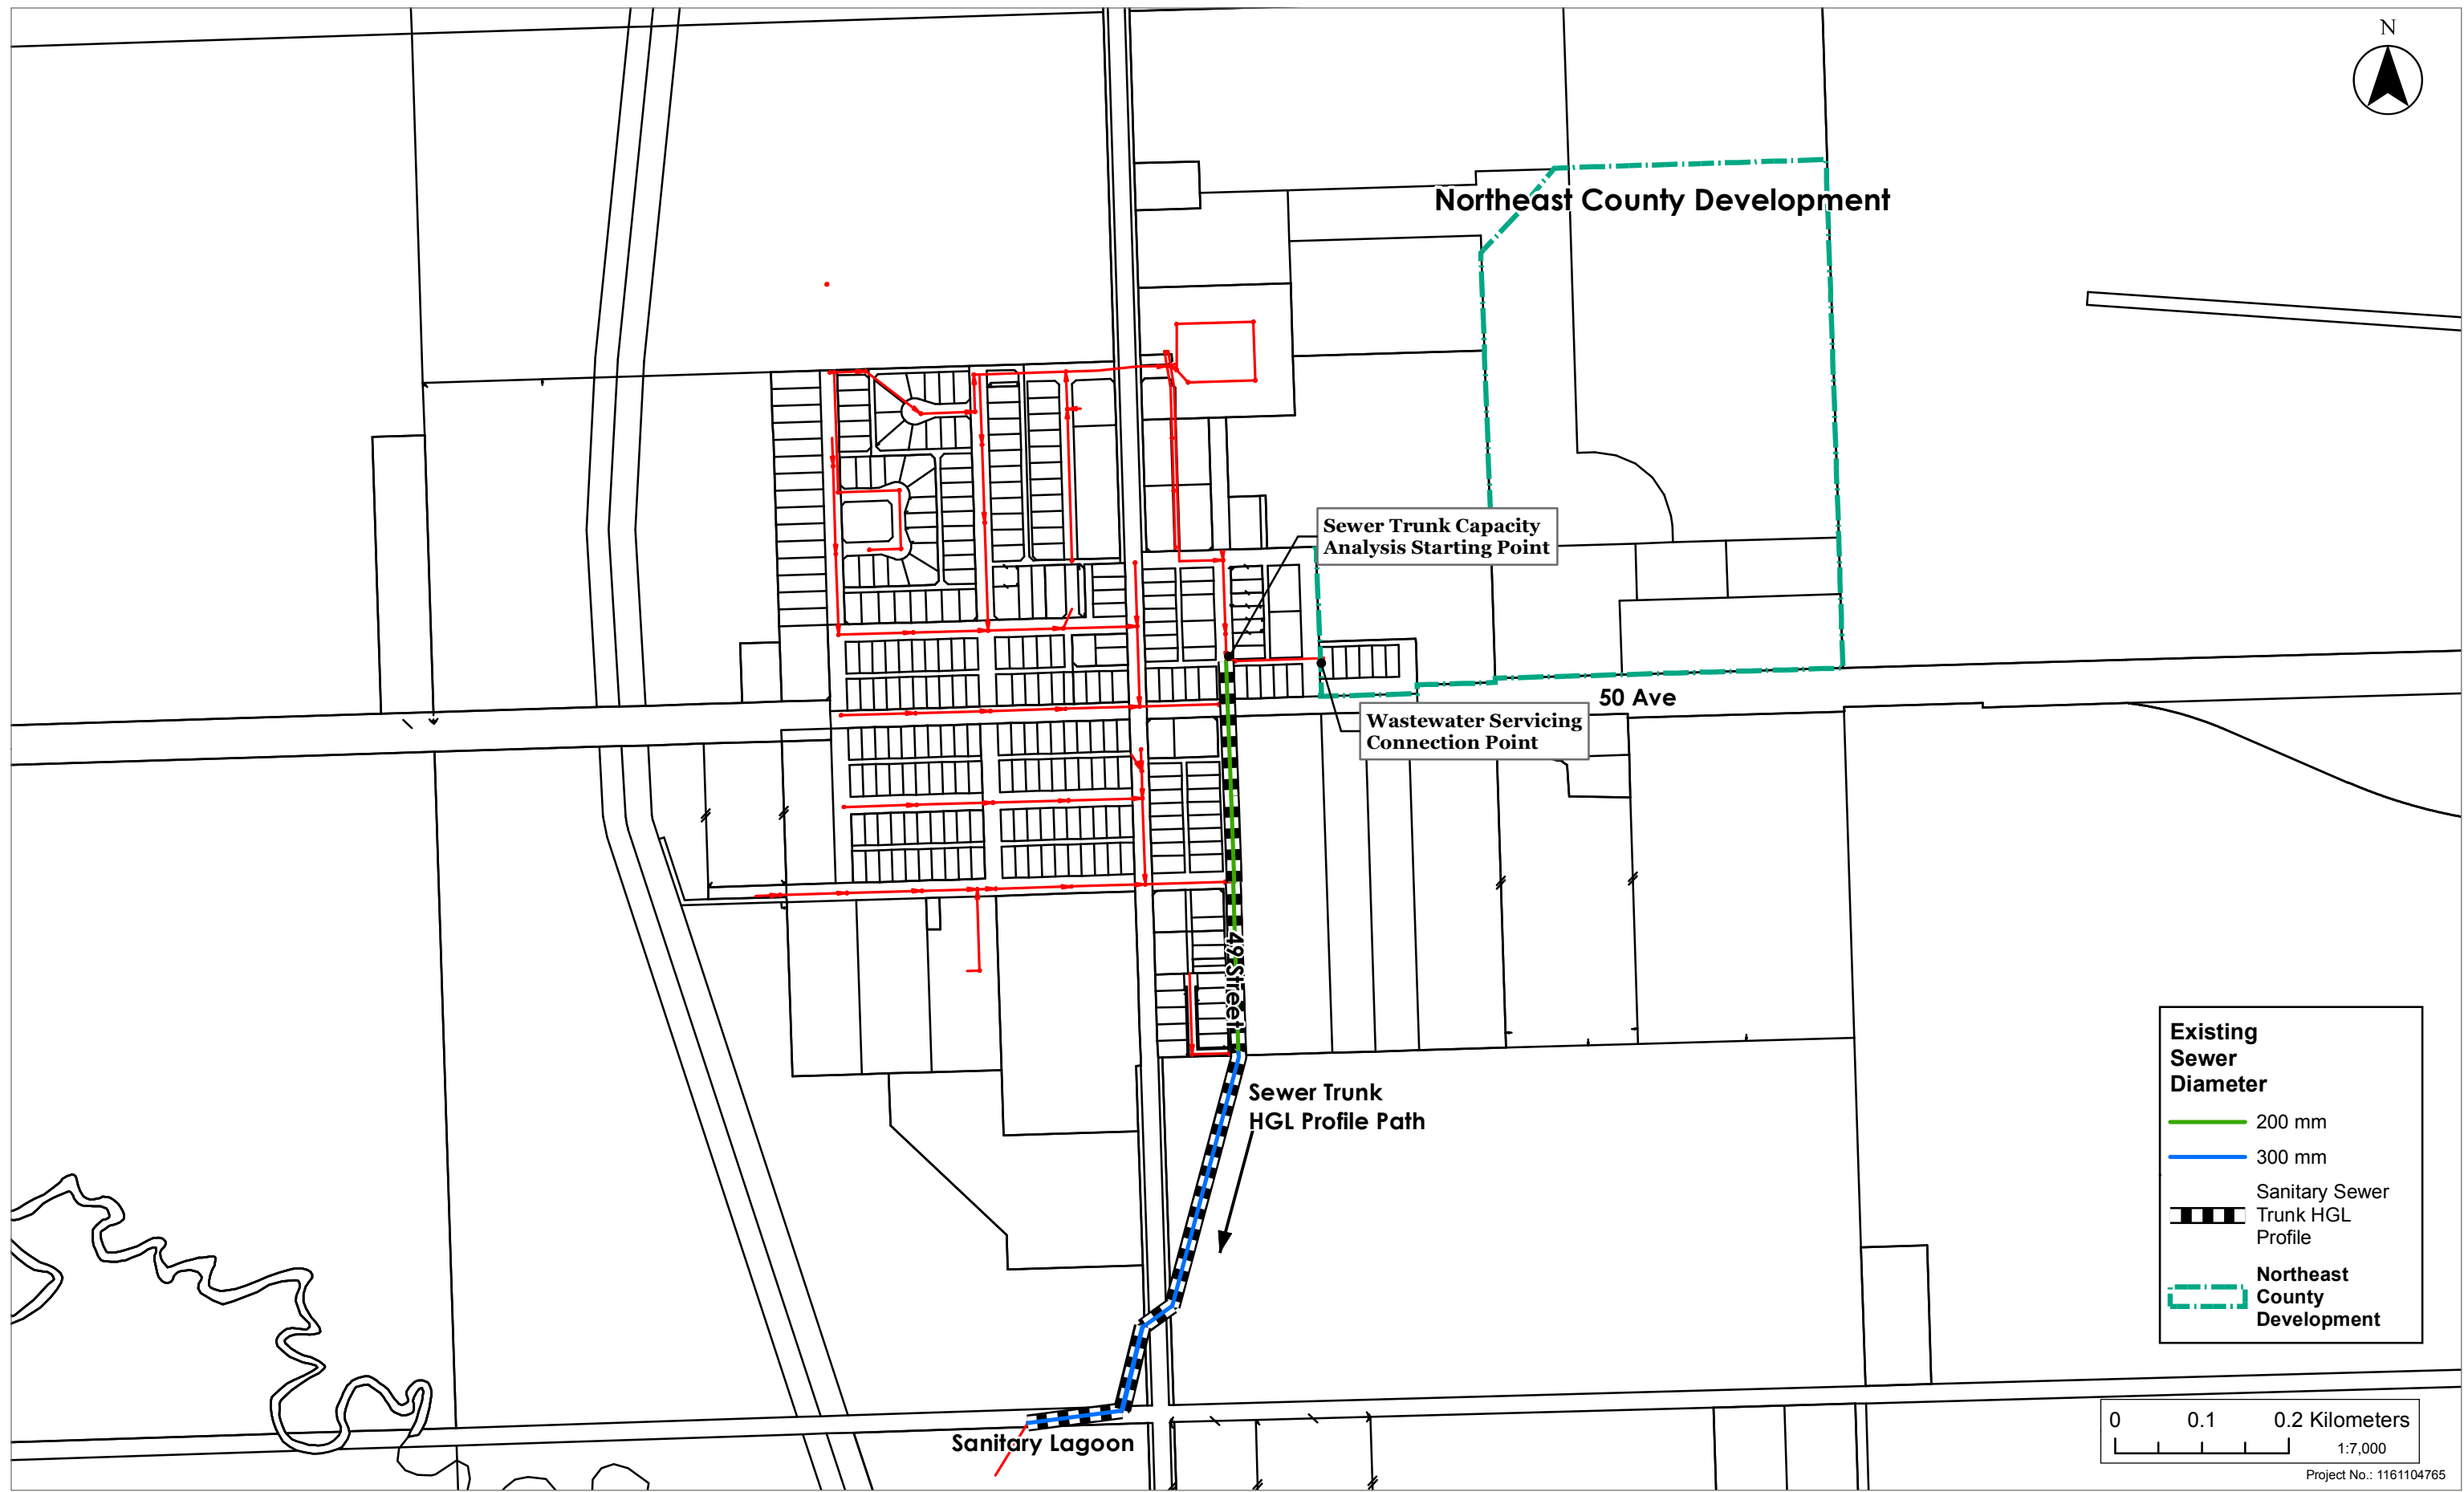 N
Northeast County Development
Sewer Trunk Capacity
Analysis Starting Point
50 Ave
Wastewater Servicing
Connection Point
49 Street
Sewer Trunk
HGL Profile Path
Sanitary Lagoon
Existing
Sewer
Diameter
200 mm
300 mm
Sanitary Sewer
Trunk HGL
Profile
Northeast
County
Development
0 0.1 0.2 Kilometers
1:7,000
Project No.: 1161104765